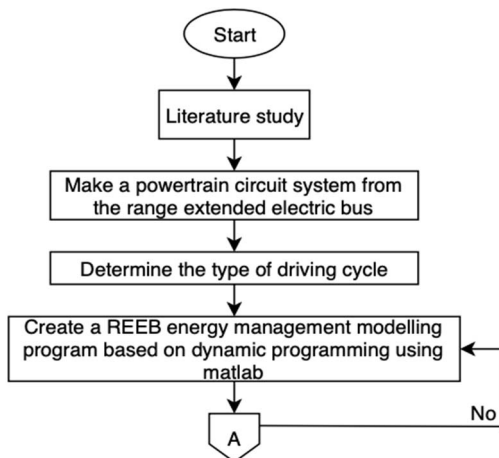 Start
Literature study
Make a powertrain circuit system from
the range extended electric bus
Determine the type of driving cycle
Create a REEB energy management modelling
program based on dynamic programming using
matlab
No
A